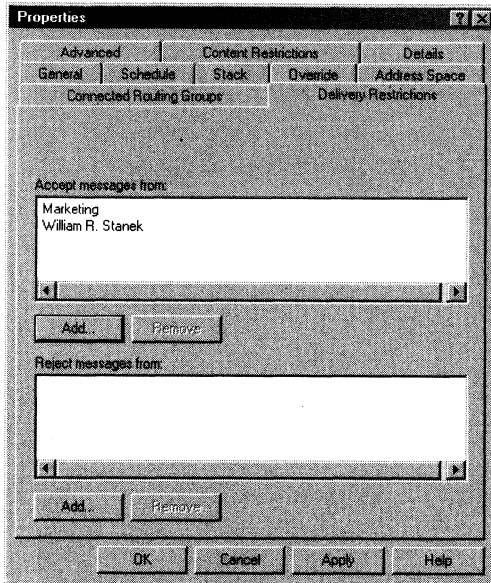 Properties
Advanced Content Restrictions Details
General Schedule Stack Override Address Space
Connected Routing Groups Delivery Restrictions
Accept messages from:
Marketing
William R. Stanek
Add... Remove
Reject messages from:
Add... Remove
OK Cancel Apply Help